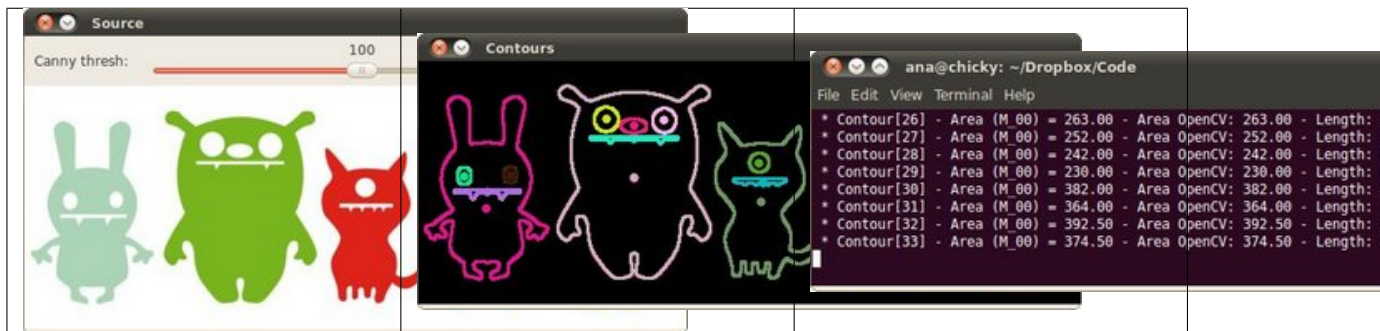 Source
Canny thresh:
100
Contours
ana@chicky: ~/Dropbox/Code
File Edit View Terminal Help
* Contour[26] - Area (M_00) = 263.00 - Area OpenCV: 263.00 - Length:
* Contour[27] - Area (M_00) = 252.00 - Area OpenCV: 252.00 - Length:
* Contour[28] - Area (M_00) = 242.00 - Area OpenCV: 242.00 - Length:
* Contour[29] - Area (M_00) = 230.00 - Area OpenCV: 230.00 - Length:
* Contour[30] - Area (M_00) = 382.00 - Area OpenCV: 382.00 - Length:
* Contour[31] - Area (M_00) = 364.00 - Area OpenCV: 364.00 - Length:
* Contour[32] - Area (M_00) = 392.50 - Area OpenCV: 392.50 - Length:
* Contour[33] - Area (M_00) = 374.50 - Area OpenCV: 374.50 - Length: